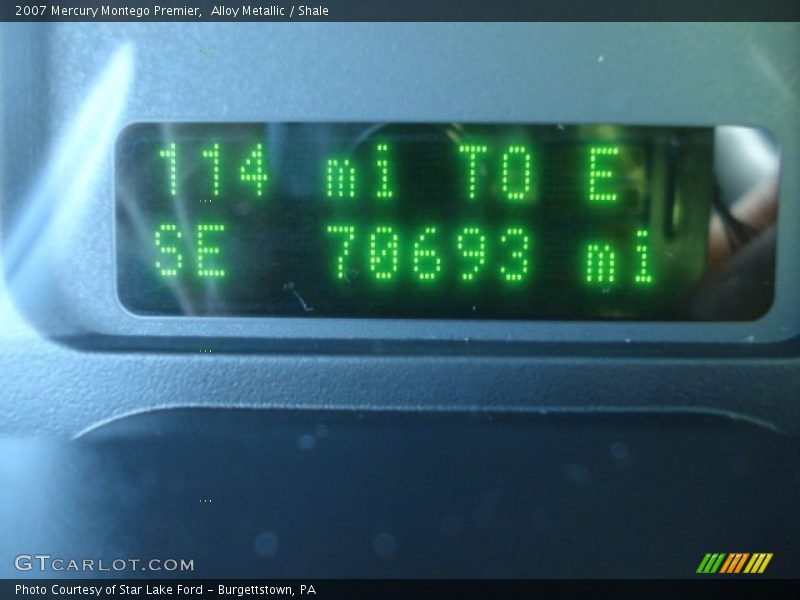 2007 Mercury Montego Premier,  Alloy Metallic / Shale
114 mi TO E
SE 70693 mi
GTCARLOT.COM
Photo Courtesy of Star Lake Ford - Burgettstown, PA